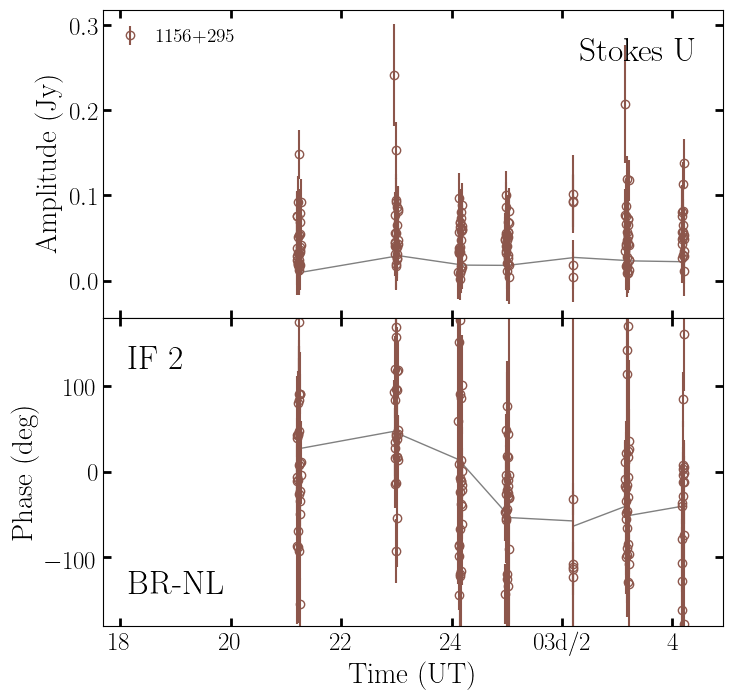 1156+295
Stokes U
Amplitude (Jy)
0.3
0.2
0.1
0.0
IF 2
BR-NL
Phase (deg)
100
0
−100
18 20 22 24 03d/2 4
Time (UT)